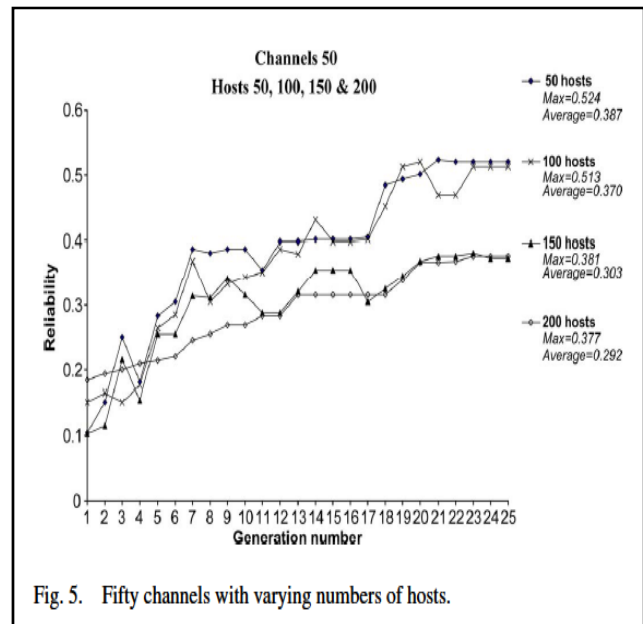 Channels 50
Hosts 50, 100, 150 & 200
50 hosts
Max=0.524
Average=0.387
100 hosts
Max=0.513
Average=0.370
150 hosts
Max=0.381
Average=0.303
200 hosts
Max=0.377
Average=0.292
Reliability
0.6
0.5
0.4
0.3
0.2
0.1
0
1 2 3 4 5 6 7 8 9 10 11 12 13 14 15 16 17 18 19 20 21 22 23 24 25
Generation number
Fig. 5. Fifty channels with varying numbers of hosts.